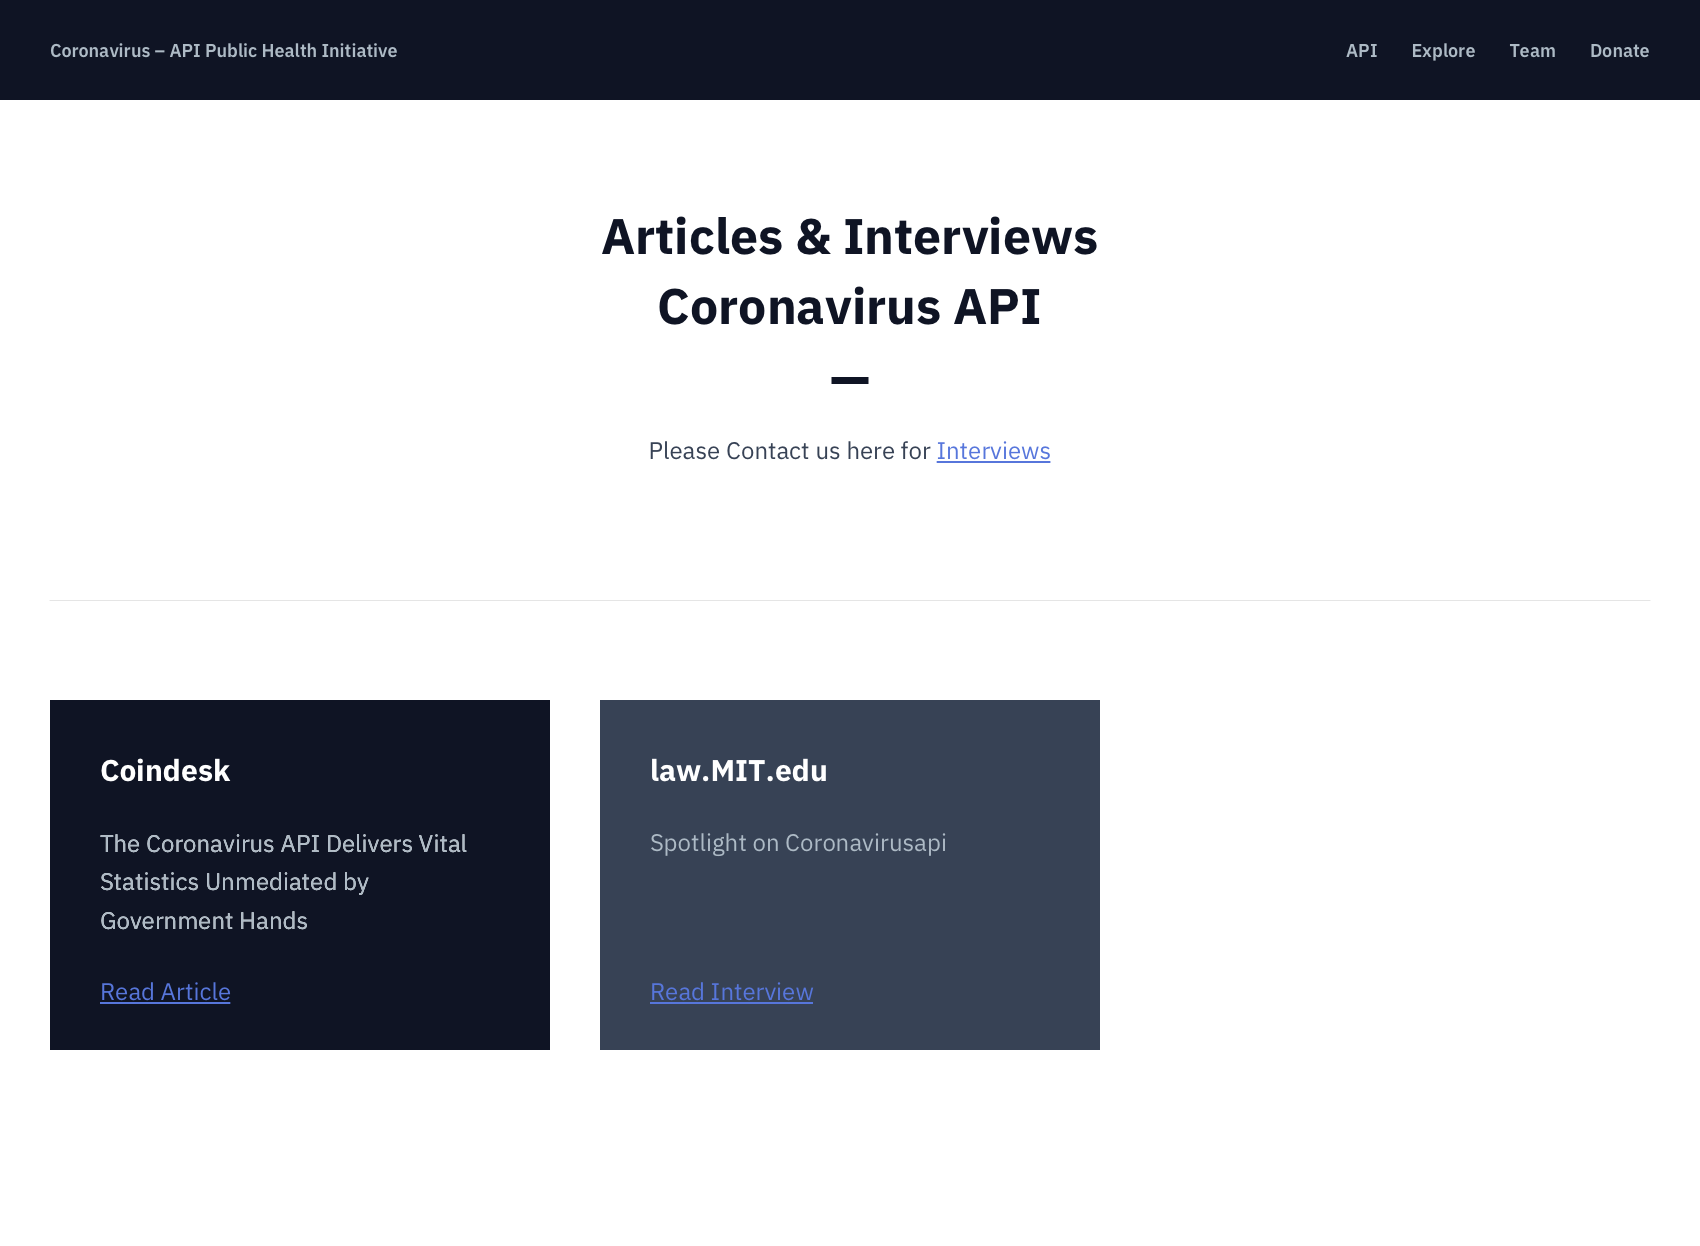 Coronavirus – API Public Health Initiative
API Explore Team Donate
Articles & Interviews
Coronavirus API
—
Please Contact us here for Interviews
Coindesk
The Coronavirus API Delivers Vital
Statistics Unmediated by
Government Hands
Read Article
law.MIT.edu
Spotlight on Coronavirusapi
Read Interview